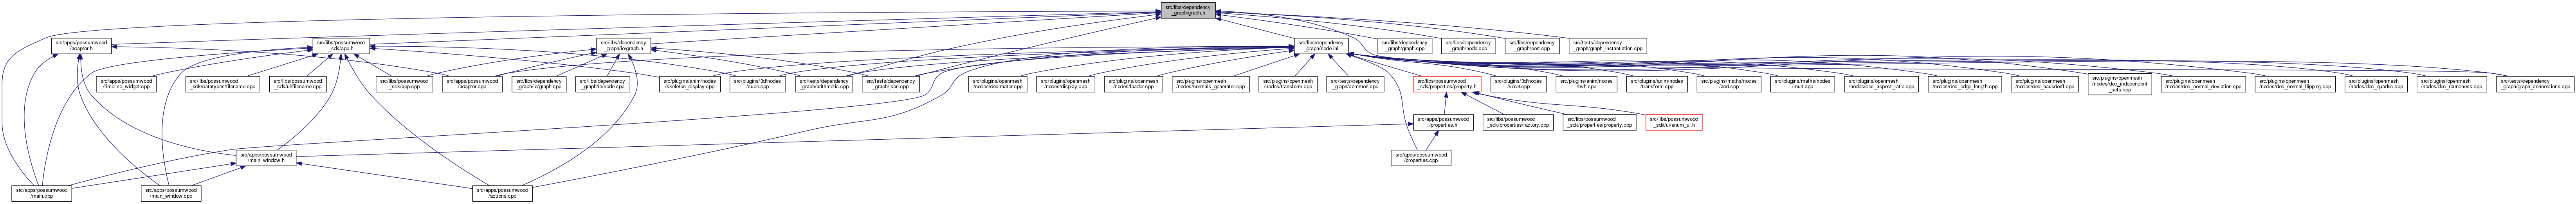 src/libs/dependency
_graph/graph.h
src/apps/possumwood
/adaptor.h
src/libs/possumwood
_sdk/app.h
src/libs/dependency
_graph/io/graph.h
src/libs/dependency
_graph/node.inl
src/libs/dependency
_graph/graph.cpp
src/libs/dependency
_graph/node.cpp
src/libs/dependency
_graph/port.cpp
src/tests/dependency
_graph/graph_instantiation.cpp
src/apps/possumwood
/timeline_widget.cpp
src/libs/possumwood
_sdk/datatypes/filename.cpp
src/libs/possumwood
_sdk/ui/filename.cpp
src/libs/possumwood
_sdk/app.cpp
src/apps/possumwood
/adaptor.cpp
src/libs/dependency
_graph/io/graph.cpp
src/libs/dependency
_graph/io/node.cpp
src/plugins/anim/nodes
/skeleton_display.cpp
src/plugins/3d/nodes
/cube.cpp
src/tests/dependency
_graph/arithmetic.cpp
src/tests/dependency
_graph/json.cpp
src/plugins/openmesh
/nodes/decimater.cpp
src/plugins/openmesh
/nodes/display.cpp
src/plugins/openmesh
/nodes/loader.cpp
src/plugins/openmesh
/nodes/normals_generator.cpp
src/plugins/openmesh
/nodes/transform.cpp
src/tests/dependency
_graph/common.cpp
src/libs/possumwood
_sdk/properties/property.h
src/plugins/3d/nodes
/vec3.cpp
src/plugins/anim/nodes
/bvh.cpp
src/plugins/anim/nodes
/transform.cpp
src/plugins/maths/nodes
/add.cpp
src/plugins/maths/nodes
/mult.cpp
src/plugins/openmesh
/nodes/dec_aspect_ratio.cpp
src/plugins/openmesh
/nodes/dec_edge_length.cpp
src/plugins/openmesh
/nodes/dec_hausdorff.cpp
src/plugins/openmesh
/nodes/dec_independent
_sets.cpp
src/plugins/openmesh
/nodes/dec_normal_deviation.cpp
src/plugins/openmesh
/nodes/dec_normal_flipping.cpp
src/plugins/openmesh
/nodes/dec_quadric.cpp
src/plugins/openmesh
/nodes/dec_roundness.cpp
src/tests/dependency
_graph/graph_connections.cpp
src/apps/possumwood
/properties.h
src/libs/possumwood
_sdk/properties/factory.cpp
src/libs/possumwood
_sdk/properties/property.cpp
src/libs/possumwood
_sdk/ui/enum_ui.h
src/apps/possumwood
/main_window.h
src/apps/possumwood
/properties.cpp
src/apps/possumwood
/main.cpp
src/apps/possumwood
/main_window.cpp
src/apps/possumwood
/actions.cpp